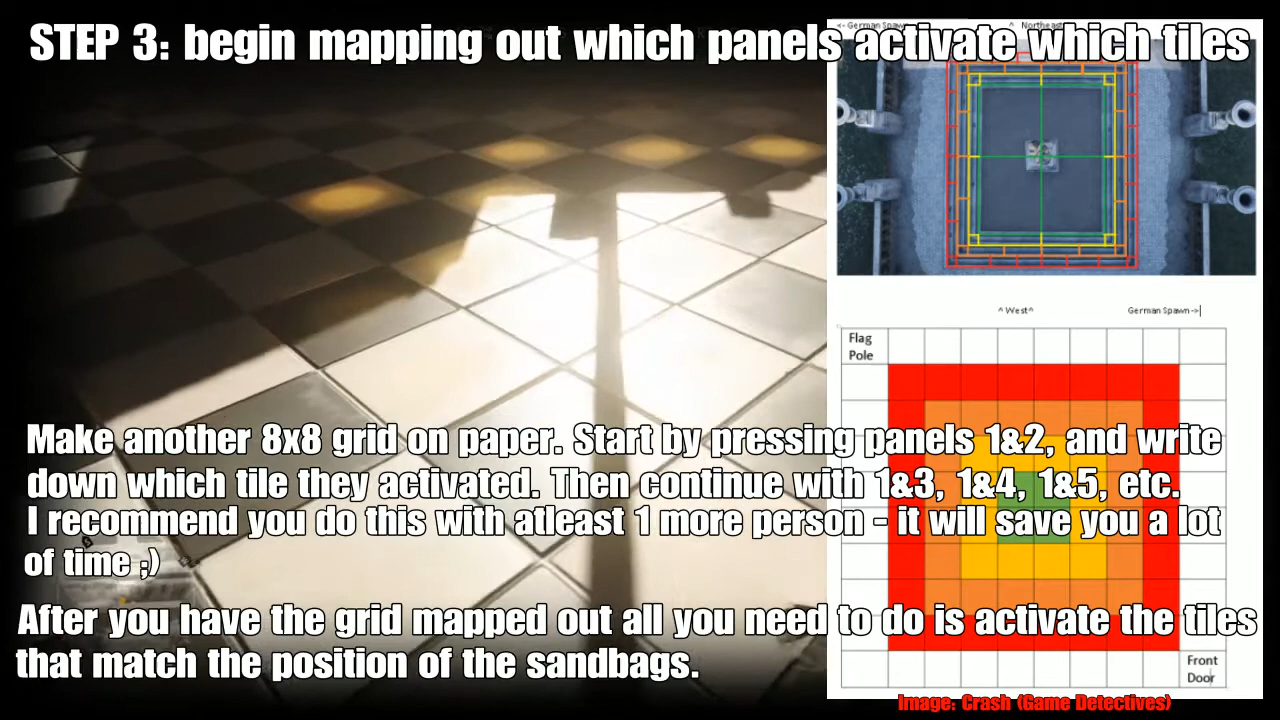 STEP 3: begin mapping out which panels activate which tiles
<- German Spawn
^ Northeast
^ West^
German Spawn ->
Flag
Pole
Make another 8x8 grid on paper. Start by pressing panels 1&2, and write
down which tile they activated. Then continue with 1&3, 1&4, 1&5, etc.
I recommend you do this with atleast 1 more person - it will save you a lot
of time ;)
After you have the grid mapped out all you need to do is activate the tiles
that match the position of the sandbags.
Front
Door
Image: Crash (Game Detectives)